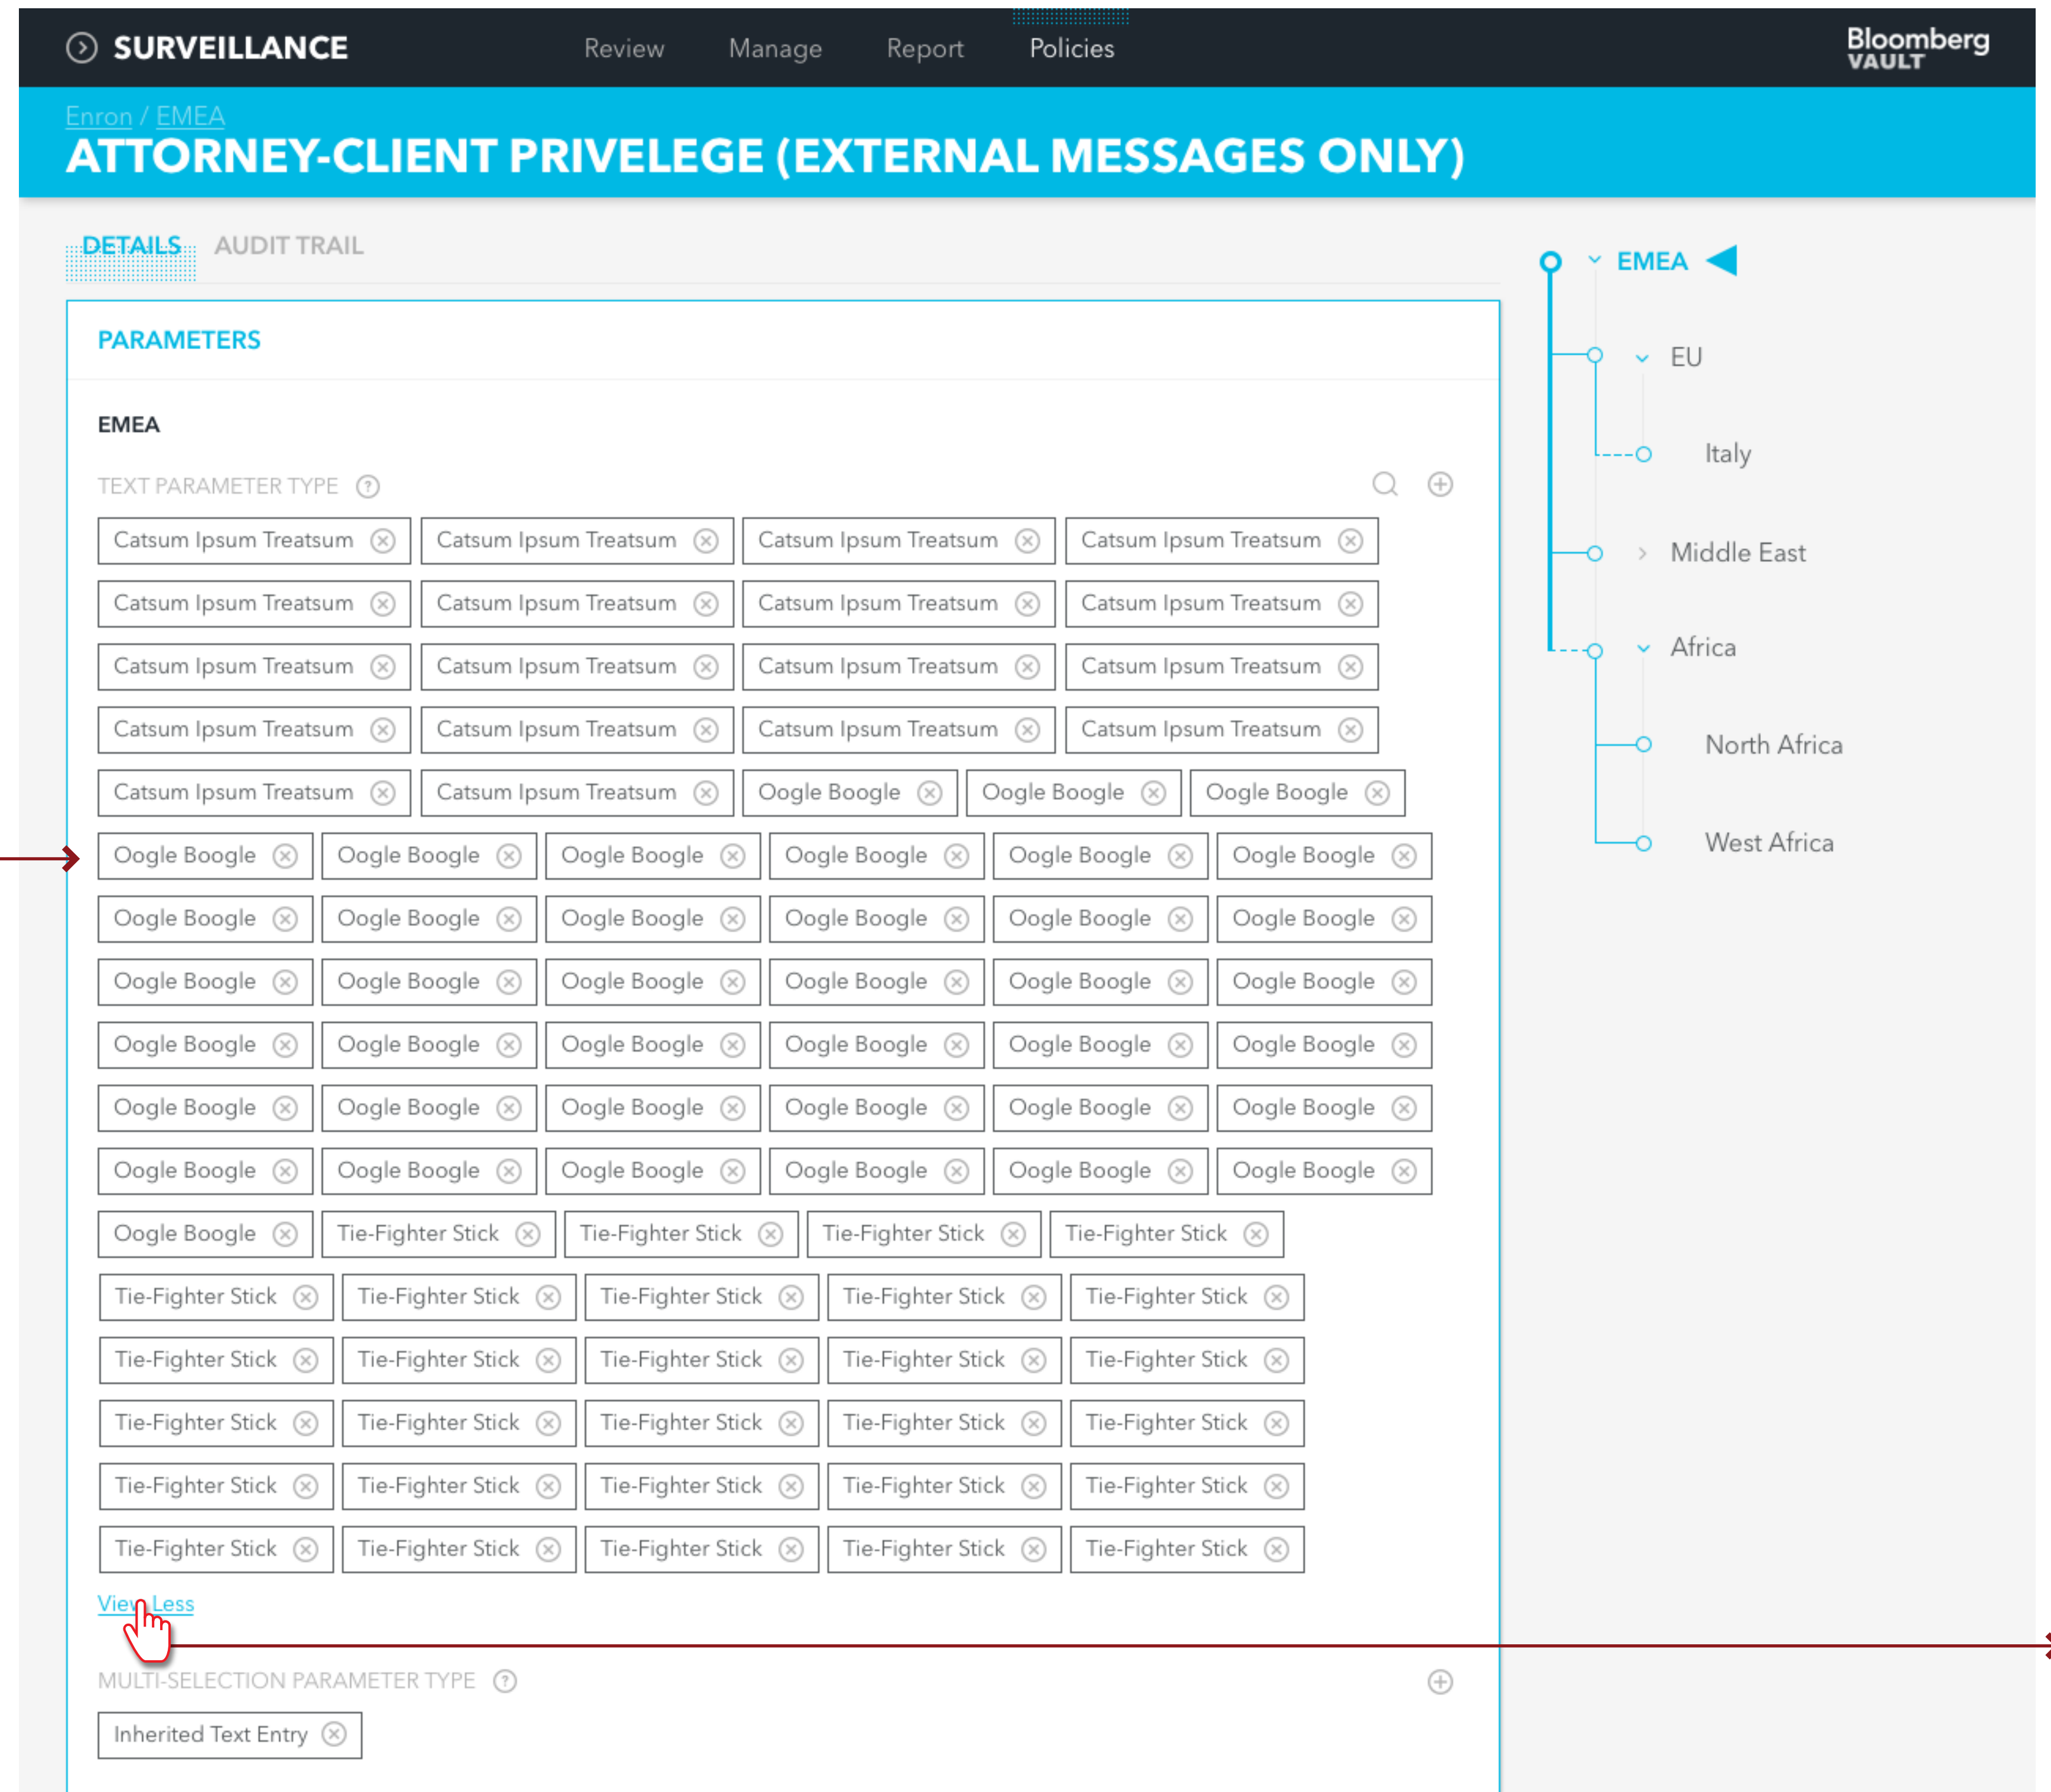 SURVEILLANCE Review Manage Report Policies Bloomberg
VAULT
Enron / EMEA
ATTORNEY-CLIENT PRIVELEGE (EXTERNAL MESSAGES ONLY)
DETAILS AUDIT TRAIL
PARAMETERS
EMEA
TEXT PARAMETER TYPE ?
Catsum Ipsum Treatsum Catsum Ipsum Treatsum Catsum Ipsum Treatsum Catsum Ipsum Treatsum
Catsum Ipsum Treatsum Catsum Ipsum Treatsum Catsum Ipsum Treatsum Catsum Ipsum Treatsum
Catsum Ipsum Treatsum Catsum Ipsum Treatsum Catsum Ipsum Treatsum Catsum Ipsum Treatsum
Catsum Ipsum Treatsum Catsum Ipsum Treatsum Catsum Ipsum Treatsum Catsum Ipsum Treatsum
Catsum Ipsum Treatsum Catsum Ipsum Treatsum Oogle Boogle Oogle Boogle Oogle Boogle
Oogle Boogle Oogle Boogle Oogle Boogle Oogle Boogle Oogle Boogle Oogle Boogle
Oogle Boogle Oogle Boogle Oogle Boogle Oogle Boogle Oogle Boogle Oogle Boogle
Oogle Boogle Oogle Boogle Oogle Boogle Oogle Boogle Oogle Boogle Oogle Boogle
Oogle Boogle Oogle Boogle Oogle Boogle Oogle Boogle Oogle Boogle Oogle Boogle
Oogle Boogle Oogle Boogle Oogle Boogle Oogle Boogle Oogle Boogle Oogle Boogle
Oogle Boogle Oogle Boogle Oogle Boogle Oogle Boogle Oogle Boogle Oogle Boogle
Oogle Boogle Tie-Fighter Stick Tie-Fighter Stick Tie-Fighter Stick Tie-Fighter Stick
Tie-Fighter Stick Tie-Fighter Stick Tie-Fighter Stick Tie-Fighter Stick Tie-Fighter Stick
Tie-Fighter Stick Tie-Fighter Stick Tie-Fighter Stick Tie-Fighter Stick Tie-Fighter Stick
Tie-Fighter Stick Tie-Fighter Stick Tie-Fighter Stick Tie-Fighter Stick Tie-Fighter Stick
Tie-Fighter Stick Tie-Fighter Stick Tie-Fighter Stick Tie-Fighter Stick Tie-Fighter Stick
Tie-Fighter Stick Tie-Fighter Stick Tie-Fighter Stick Tie-Fighter Stick Tie-Fighter Stick
View Less
MULTI-SELECTION PARAMETER TYPE ?
Inherited Text Entry
EMEA
EU
Italy
Middle East
Africa
North Africa
West Africa